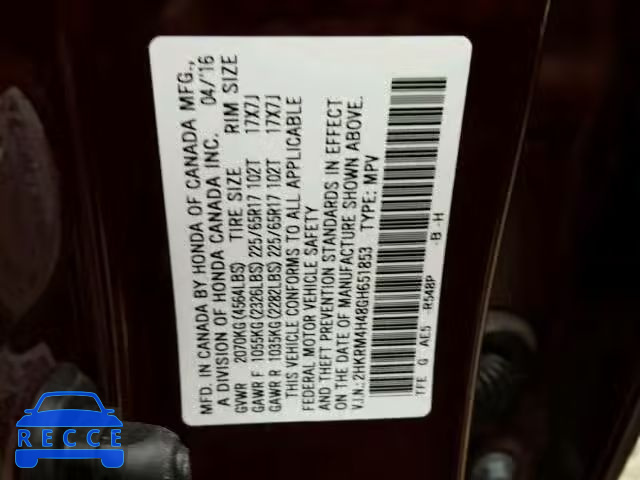 MFD. IN CANADA BY HONDA OF CANADA MFG.,
A DIVISION OF HONDA CANADA INC. 04/'16
GVWR 2070KG(4564LBS) TIRE SIZE RIM SIZE
GAWR F 1055KG(2326LBS)225/65R17 102T 17X7J
GAWR R 1035KG(2282LBS)225/65R17 102T 17X7J
THIS VEHICLE CONFORMS TO ALL APPLICABLE
FEDERAL MOTOR VEHICLE SAFETY
AND THEFT PREVENTION STANDARDS IN EFFECT
ON THE DATE OF MANUFACTURE SHOWN ABOVE.
V.I.N.:2HKRM4H48GH651853 TYPE: MPV
TFE G AE5 R548P -B -H
RECCE